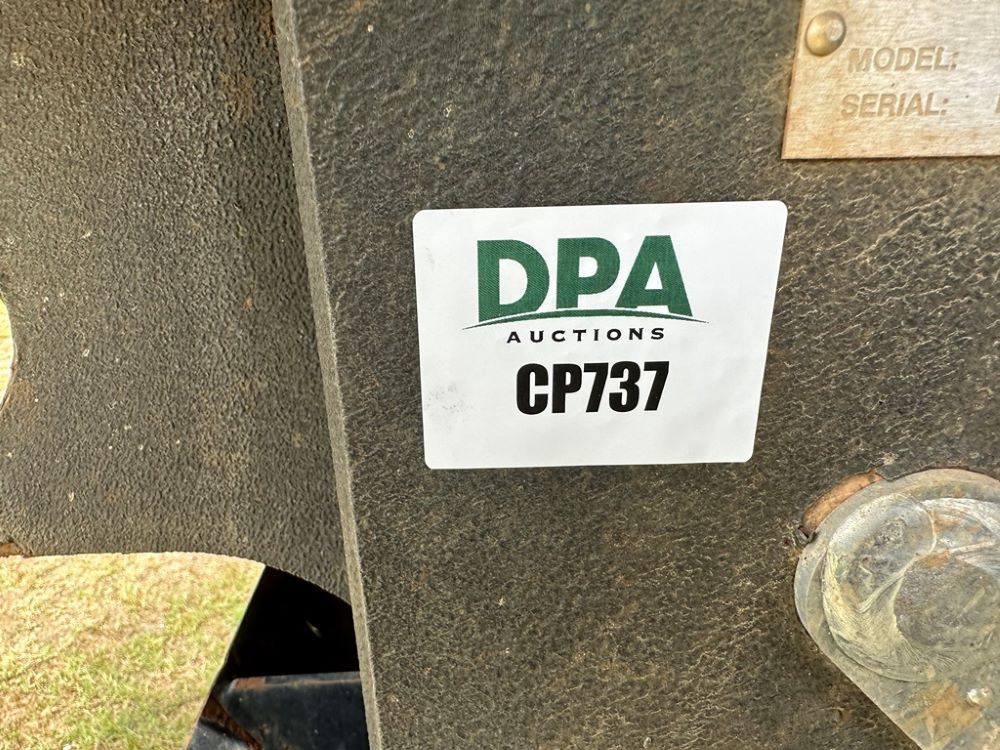 MODEL:
SERIAL:
DPA
AUCTIONS
CP737